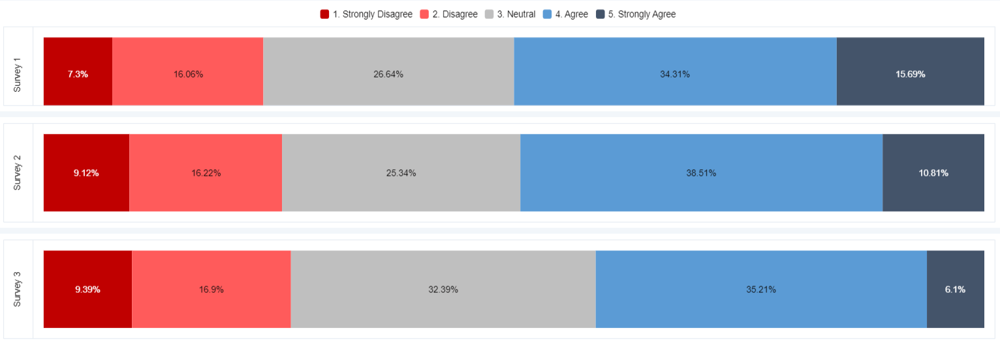 1. Strongly Disagree 2. Disagree 3. Neutral 4. Agree 5. Strongly Agree
Survey 1
7.3% 16.06% 26.64% 34.31% 15.69%
Survey 2
9.12% 16.22% 25.34% 38.51% 10.81%
Survey 3
9.39% 16.9% 32.39% 35.21% 6.1%